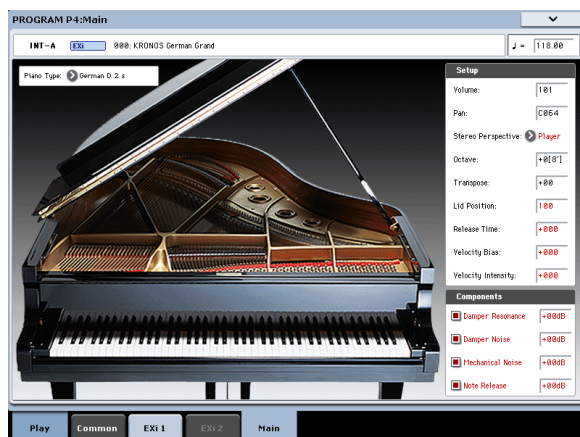 PROGRAM P4:Main
INT-A EXi 000: KRONOS German Grand ♩ = 118.00
Piano Type: German D 2 s
Setup
Volume: 101
Pan: C064
Stereo Perspective: Player
Octave: +0[8']
Transpose: +00
Lid Position: 100
Release Time: +000
Velocity Bias: +000
Velocity Intensity: +000
Components
Damper Resonance +00dB
Damper Noise +00dB
Mechanical Noise +00dB
Note Release +00dB
Play Common EXi 1 EXi 2 Main